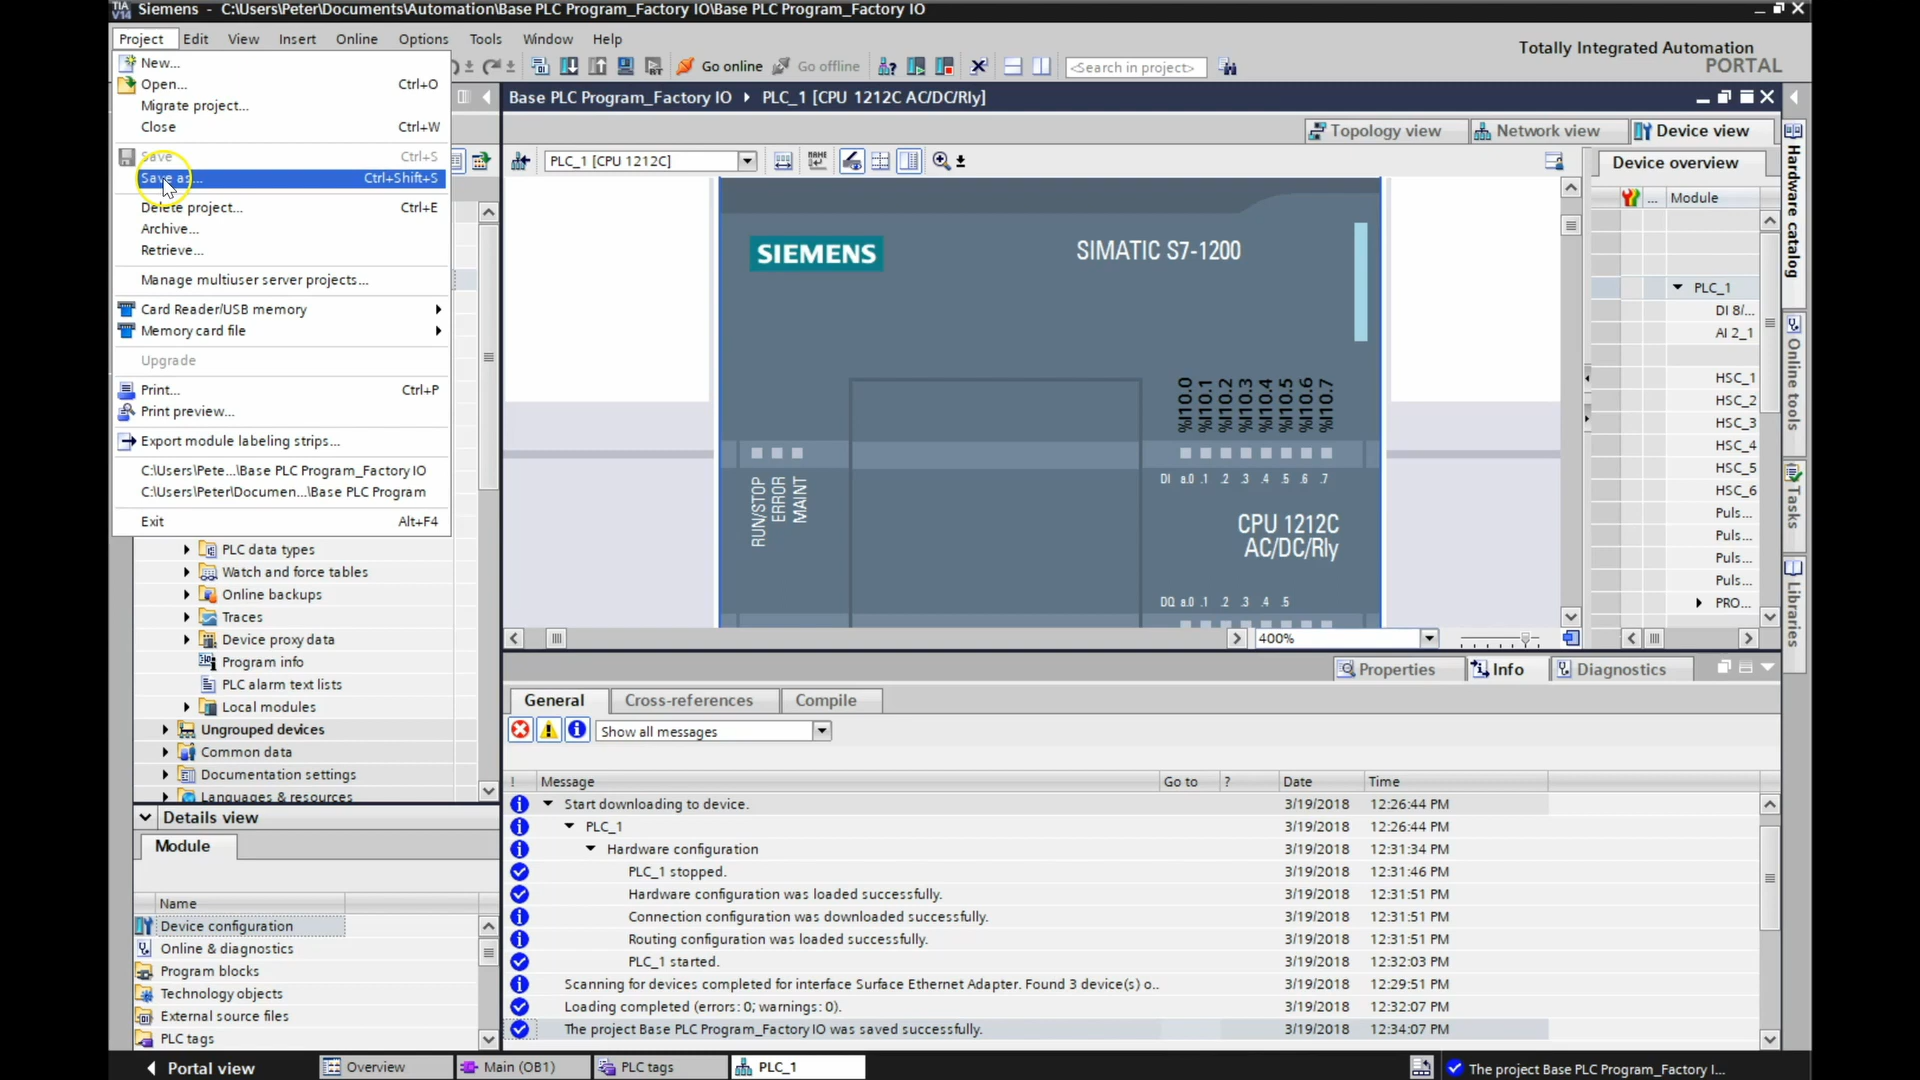 TIA V14 Siemens - C:\Users\Peter\Documents\Automation\Base PLC Program_Factory IO\Base PLC Program_Factory IO
Project Edit View Insert Online Options Tools Window Help
Totally Integrated Automation
PORTAL
Go online Go offline <Search in project>
New...
Open... Ctrl+O
Migrate project...
Close Ctrl+W
Save Ctrl+S
Save as... Ctrl+Shift+S
Delete project... Ctrl+E
Archive...
Retrieve...
Manage multiuser server projects...
Card Reader/USB memory
Memory card file
Upgrade
Print... Ctrl+P
Print preview...
Export module labeling strips...
C:\Users\Pete...\Base PLC Program_Factory IO
C:\Users\Peter\Documen...\Base PLC Program
Exit Alt+F4
PLC data types
Watch and force tables
Online backups
Traces
Device proxy data
Program info
PLC alarm text lists
Local modules
Ungrouped devices
Common data
Documentation settings
Languages & resources
Details view
Module
Name
Device configuration
Online & diagnostics
Program blocks
Technology objects
External source files
PLC tags
Base PLC Program_Factory IO PLC_1 [CPU 1212C AC/DC/Rly]
Topology view Network view Device view
PLC_1 [CPU 1212C]
SIEMENS
SIMATIC S7-1200
%I10.0
%I10.1
%I10.2
%I10.3
%I10.4
%I10.5
%I10.6
%I10.7
RUN/STOP
ERROR
MAINT
DI a.0 .1 .2 .3 .4 .5 .6 .7
CPU 1212C
AC/DC/Rly
DQ a.0 .1 .2 .3 .4 .5
400%
Device overview
... Module
PLC_1
DI 8/...
AI 2_1
HSC_1
HSC_2
HSC_3
HSC_4
HSC_5
HSC_6
Puls...
Puls...
Puls...
Puls...
PRO...
Hardware catalog
Online tools
Tasks
Libraries
Properties Info Diagnostics
General Cross-references Compile
Show all messages
! Message Go to ? Date Time
Start downloading to device. 3/19/2018 12:26:44 PM
PLC_1 3/19/2018 12:26:44 PM
Hardware configuration 3/19/2018 12:31:34 PM
PLC_1 stopped. 3/19/2018 12:31:46 PM
Hardware configuration was loaded successfully. 3/19/2018 12:31:51 PM
Connection configuration was downloaded successfully. 3/19/2018 12:31:51 PM
Routing configuration was loaded successfully. 3/19/2018 12:31:51 PM
PLC_1 started. 3/19/2018 12:32:03 PM
Scanning for devices completed for interface Surface Ethernet Adapter. Found 3 device(s) o.. 3/19/2018 12:29:51 PM
Loading completed (errors: 0; warnings: 0). 3/19/2018 12:32:07 PM
The project Base PLC Program_Factory IO was saved successfully. 3/19/2018 12:34:07 PM
Portal view Overview Main (OB1) PLC tags PLC_1 The project Base PLC Program_Factory I...